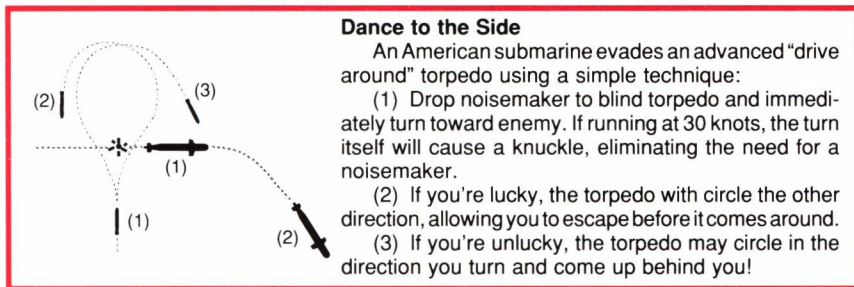 Dance to the Side
An American submarine evades an advanced “drive
around” torpedo using a simple technique:
(1) Drop noisemaker to blind torpedo and immedi-
ately turn toward enemy. If running at 30 knots, the turn
itself will cause a knuckle, eliminating the need for a
noisemaker.
(2) If you’re lucky, the torpedo with circle the other
direction, allowing you to escape before it comes around.
(3) If you’re unlucky, the torpedo may circle in the
direction you turn and come up behind you!
(2)
(3)
(1)
(1)
(2)